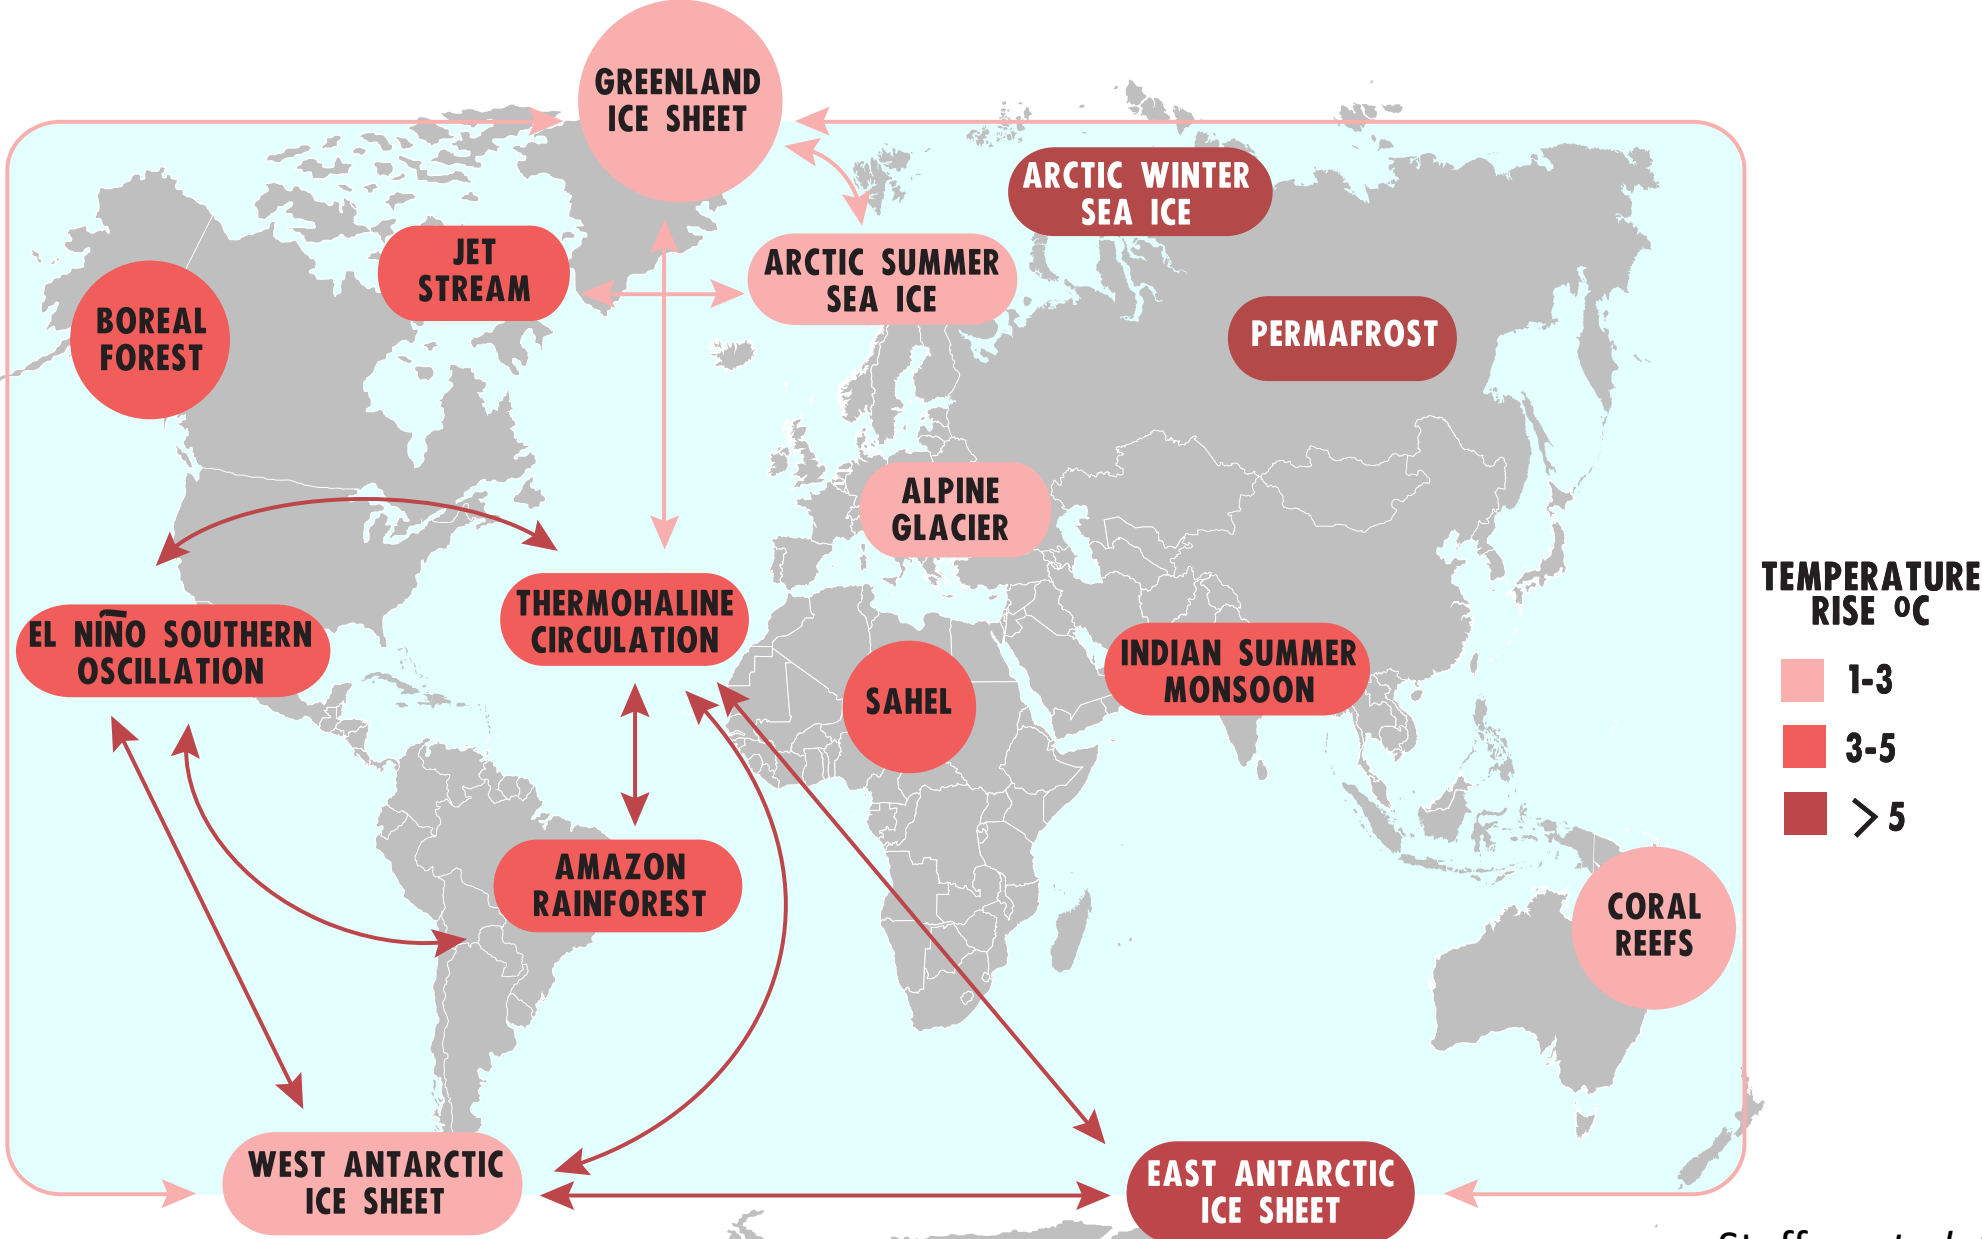 GREENLAND
ICE SHEET
ARCTIC WINTER
SEA ICE
JET
STREAM
ARCTIC SUMMER
SEA ICE
BOREAL
FOREST
PERMAFROST
ALPINE
GLACIER
TEMPERATURE
RISE ºC
1-3
3-5
> 5
THERMOHALINE
CIRCULATION
EL NIÑO SOUTHERN
OSCILLATION
INDIAN SUMMER
MONSOON
SAHEL
AMAZON
RAINFOREST
CORAL
REEFS
WEST ANTARCTIC
ICE SHEET
EAST ANTARCTIC
ICE SHEET